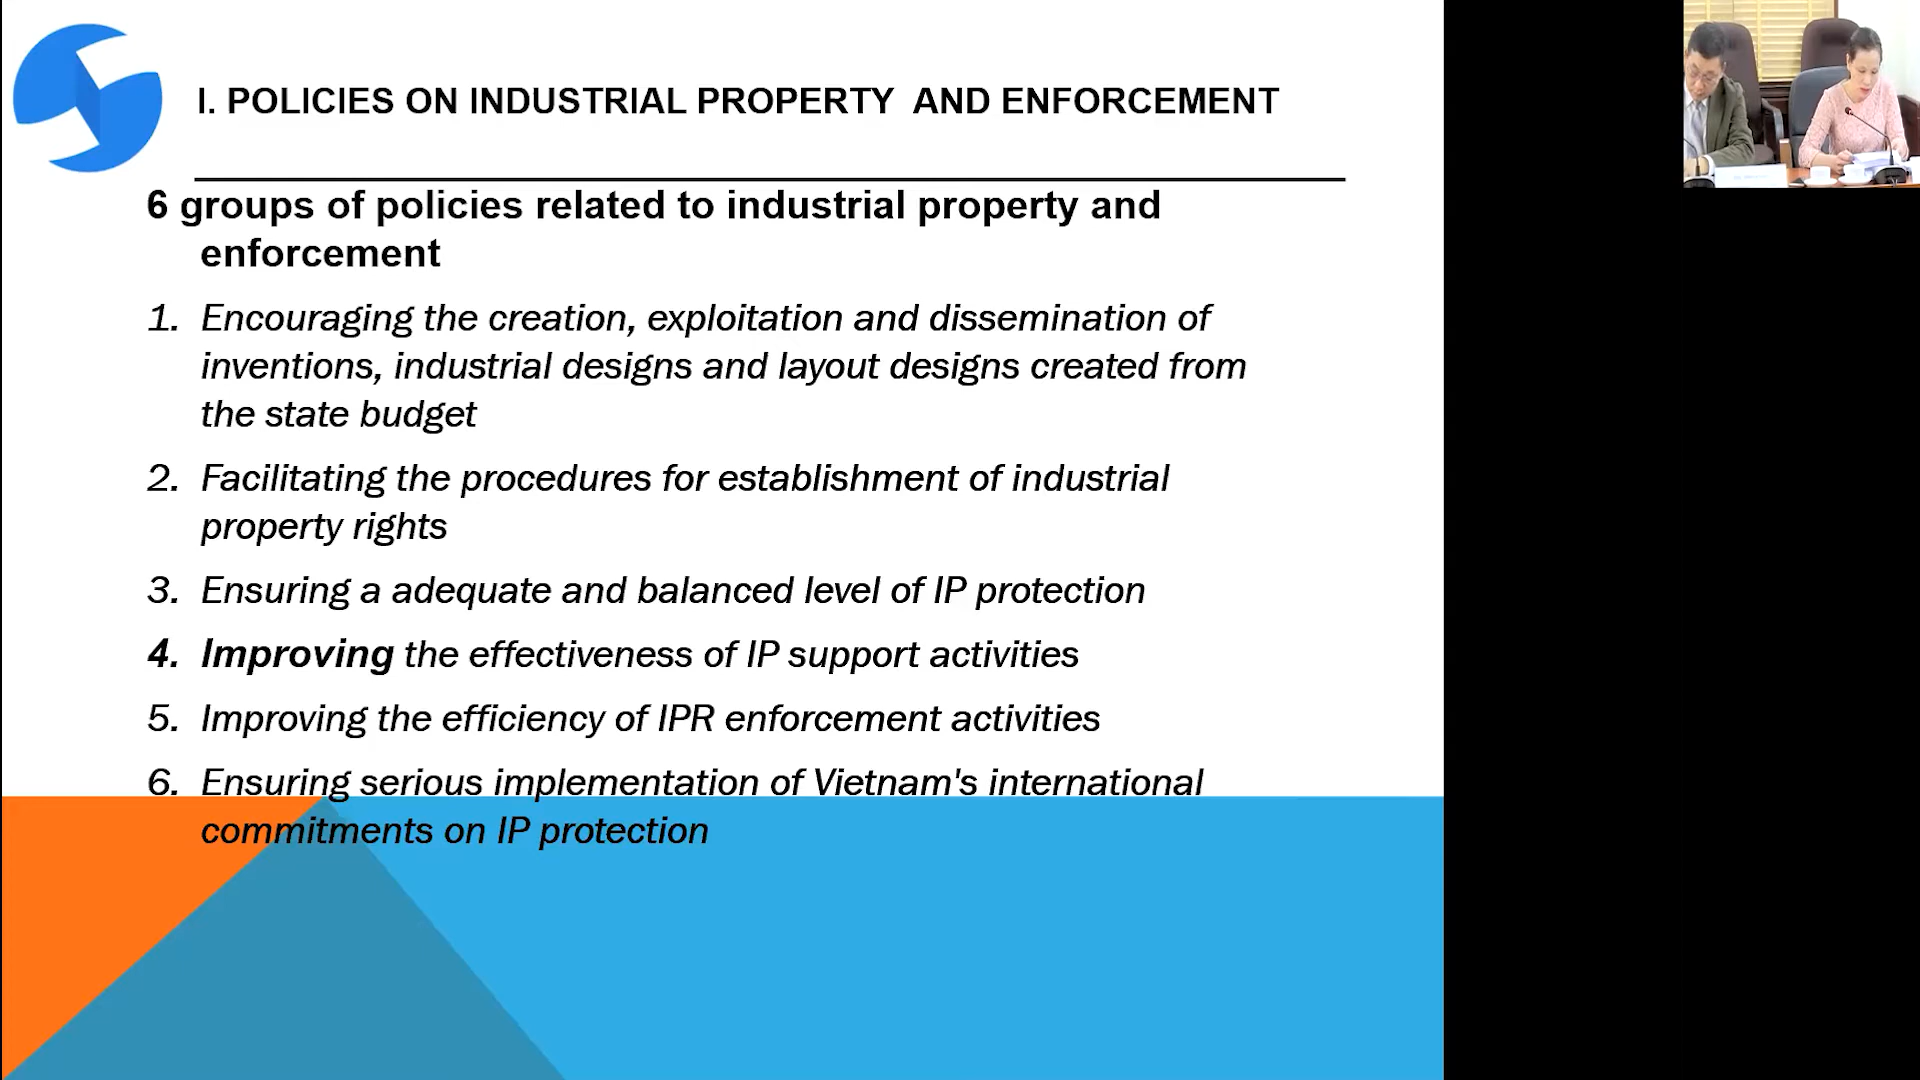 I. POLICIES ON INDUSTRIAL PROPERTY AND ENFORCEMENT
6 groups of policies related to industrial property and
enforcement
1. Encouraging the creation, exploitation and dissemination of
inventions, industrial designs and layout designs created from
the state budget
2. Facilitating the procedures for establishment of industrial
property rights
3. Ensuring a adequate and balanced level of IP protection
4. Improving the effectiveness of IP support activities
5. Improving the efficiency of IPR enforcement activities
6. Ensuring serious implementation of Vietnam's international
commitments on IP protection